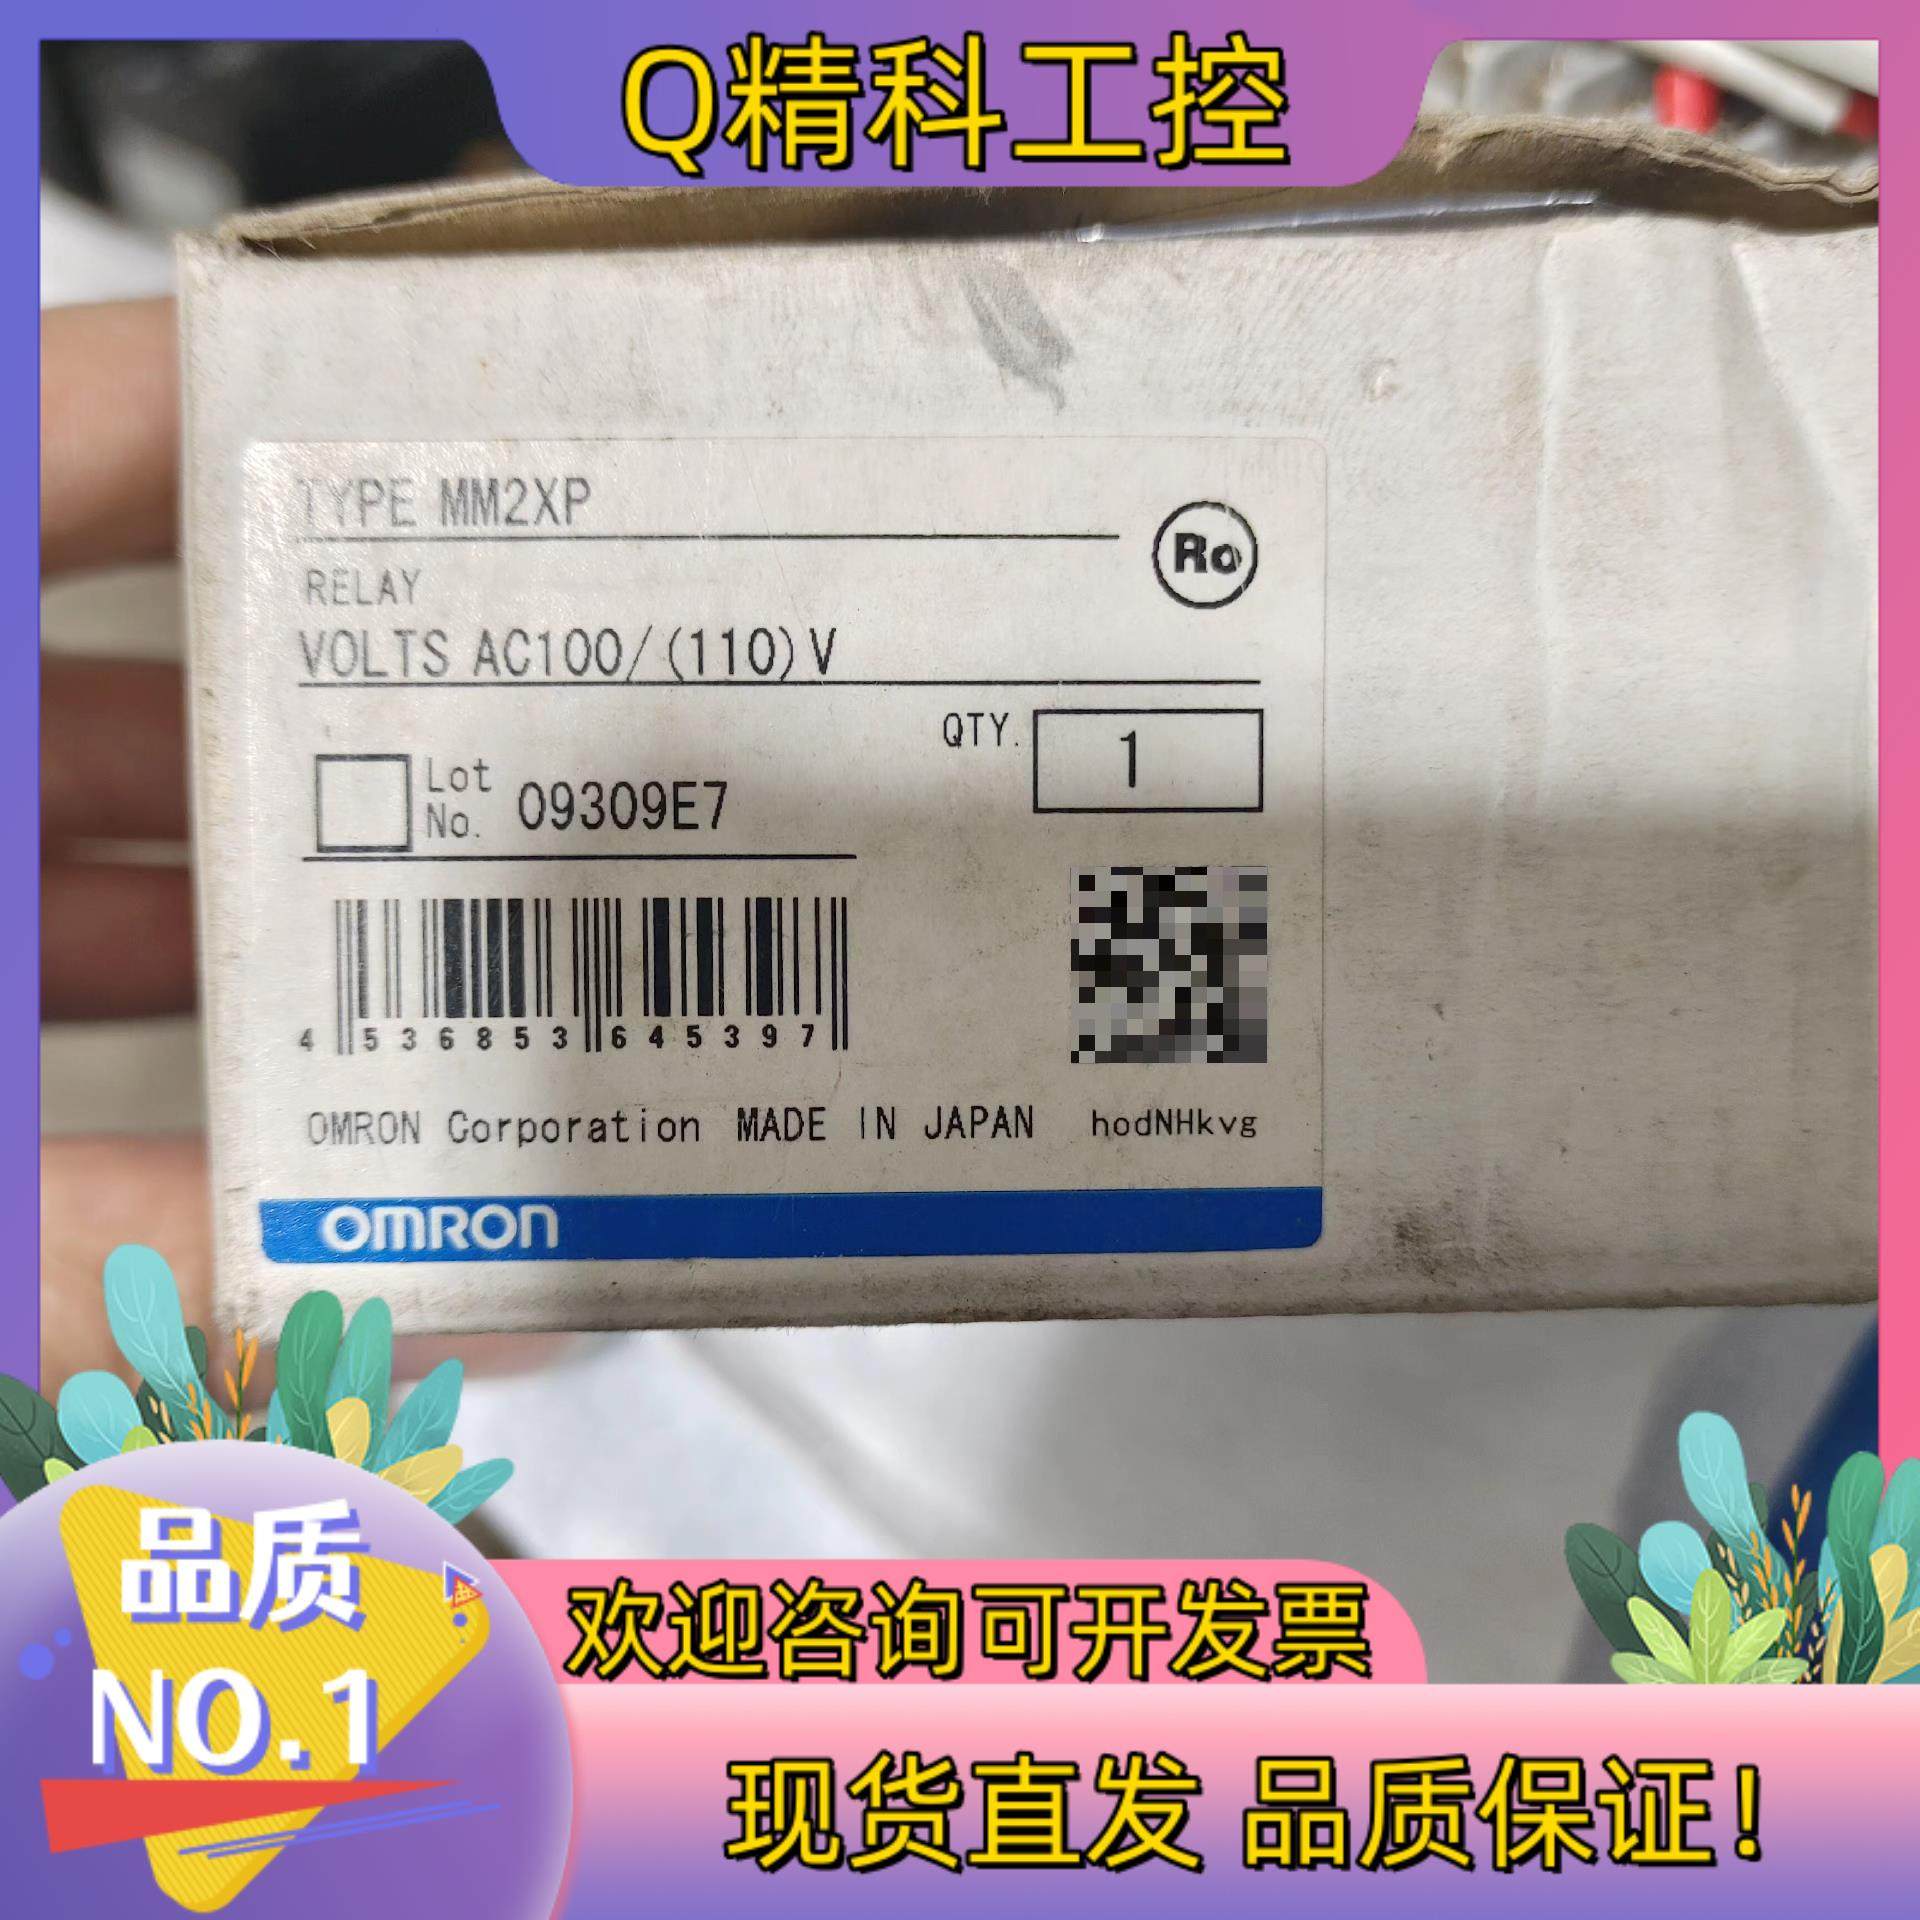 Q精科工控
TYPE MM2XP
Ro
RELAY
VOLTS AC100/(110)V
QTY. 1
Lot No. 09309E7
4 536853 645397
OMRON Corporation MADE IN JAPAN hodNHkvg
OMRON
品质
NO.1
欢迎咨询可开发票
现货直发 品质保证!